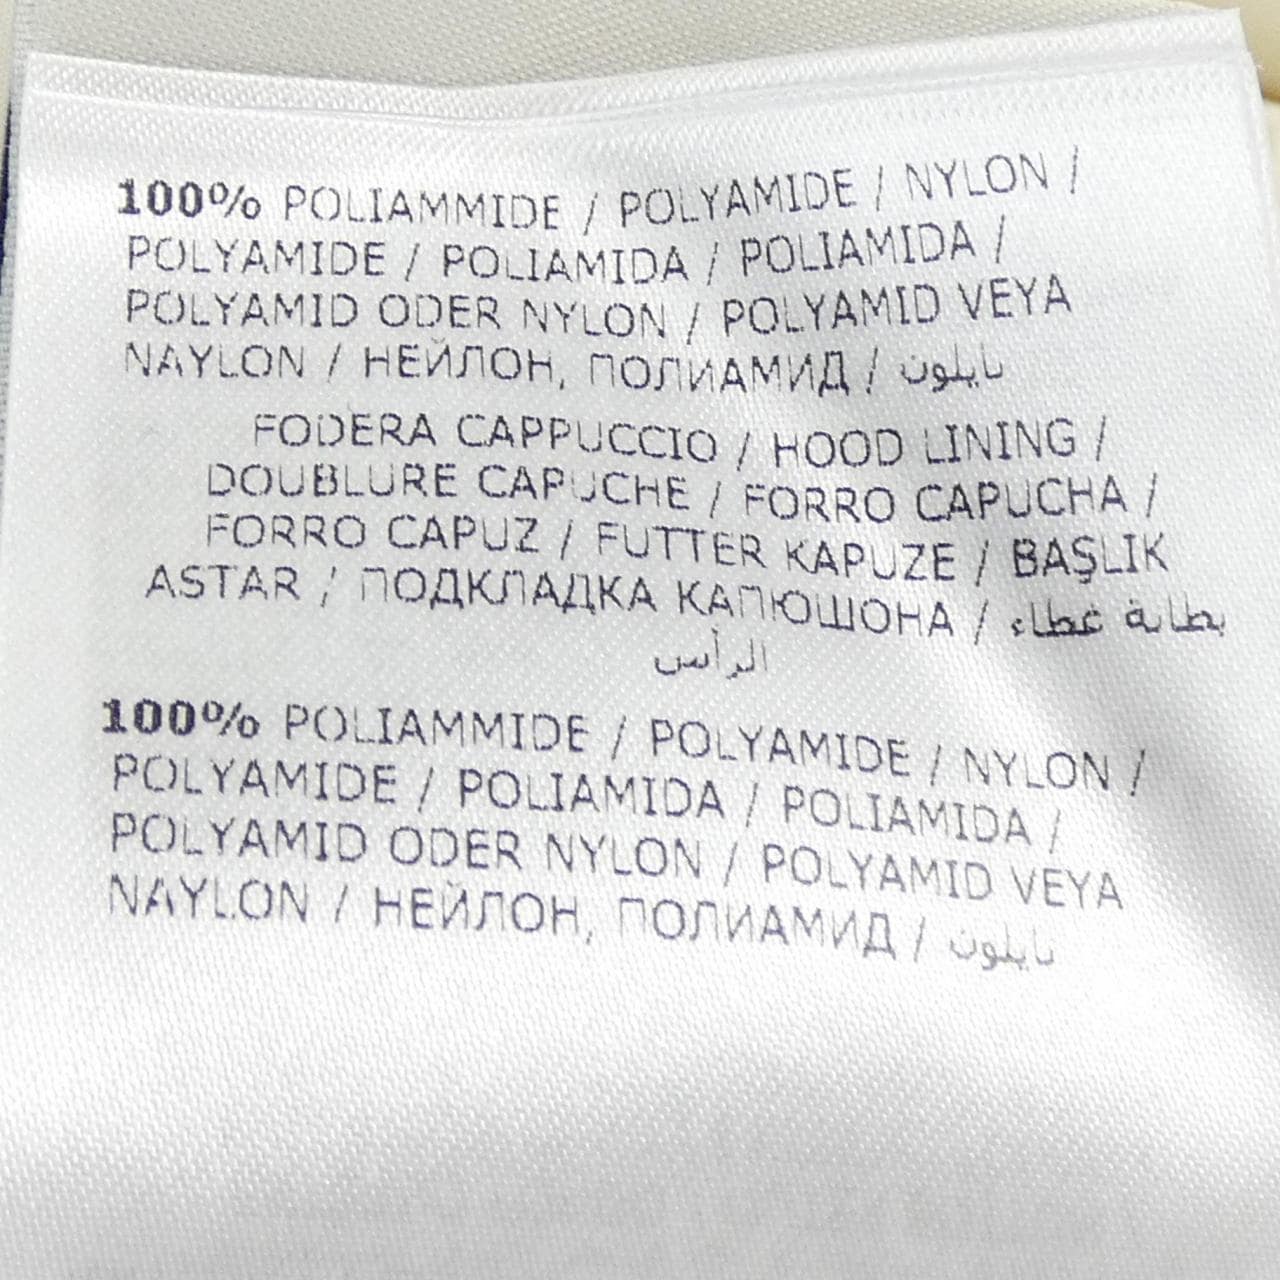 100% POLIAMMIDE / POLYAMIDE / NYLON /
POLYAMIDE / POLIAMIDA / POLIAMIDA /
POLYAMID ODER NYLON / POLYAMID VEYA
NAYLON / НЕЙЛОН, ПОЛИАМИД / نايلون
FODERA CAPPUCCIO / HOOD LINING /
DOUBLURE CAPUCHE / FORRO CAPUCHA /
FORRO CAPUZ / FUTTER KAPUZE / BAŞLIK
ASTAR / ПОДКЛАДКА КАПЮШОНА / بطانة غطاء
الرأس
100% POLIAMMIDE / POLYAMIDE / NYLON /
POLYAMIDE / POLIAMIDA / POLIAMIDA /
POLYAMID ODER NYLON / POLYAMID VEYA
NAYLON / НЕЙЛОН, ПОЛИАМИД / نايلون